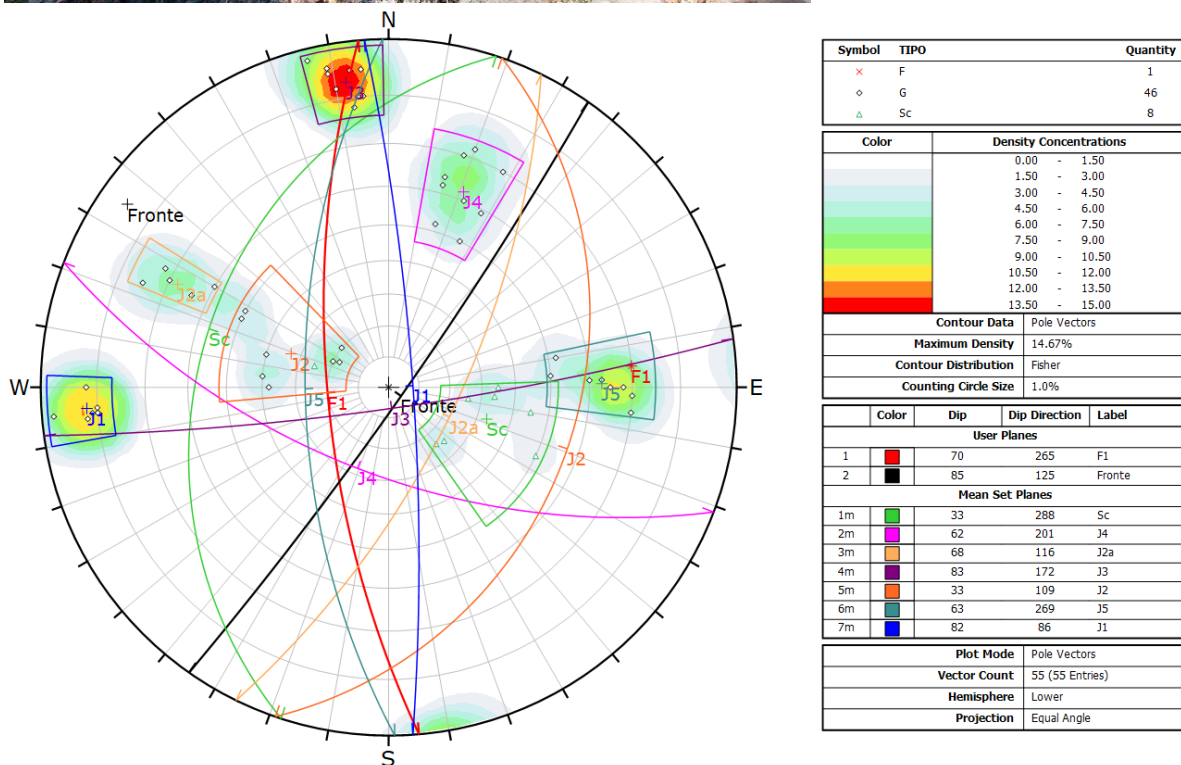 N
Symbol TIPO Quantity
F 1
G 46
Sc 8
Color Density Concentrations
0.00 - 1.50
1.50 - 3.00
3.00 - 4.50
4.50 - 6.00
6.00 - 7.50
7.50 - 9.00
9.00 - 10.50
10.50 - 12.00
12.00 - 13.50
13.50 - 15.00
Contour Data Pole Vectors
Maximum Density 14.67%
Contour Distribution Fisher
Counting Circle Size 1.0%
Color Dip Dip Direction Label
User Planes
1 70 265 F1
2 85 125 Fronte
Mean Set Planes
1m 33 288 Sc
2m 62 201 J4
3m 68 116 J2a
4m 83 172 J3
5m 33 109 J2
6m 63 269 J5
7m 82 86 J1
Plot Mode Pole Vectors
Vector Count 55 (55 Entries)
Hemisphere Lower
Projection Equal Angle
J3
J4
Fronte
J2a
Sc
J2
F1
W
E
J5
J5
F1
J1
J1
Fronte
J3
J2a
Sc
J2
J4
S